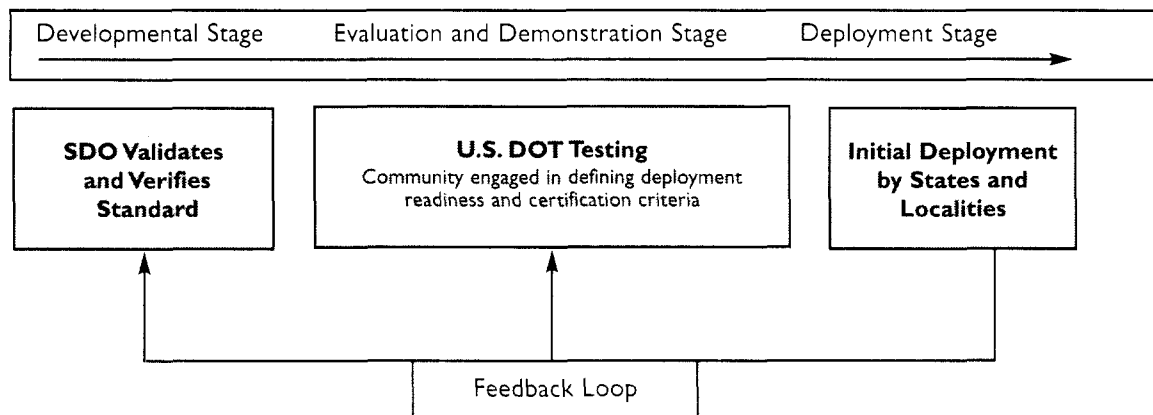 Developmental Stage Evaluation and Demonstration Stage Deployment Stage
SDO Validates
and Verifies
Standard
U.S. DOT Testing
Community engaged in defining deployment
readiness and certification criteria
Initial Deployment
by States and
Localities
Feedback Loop